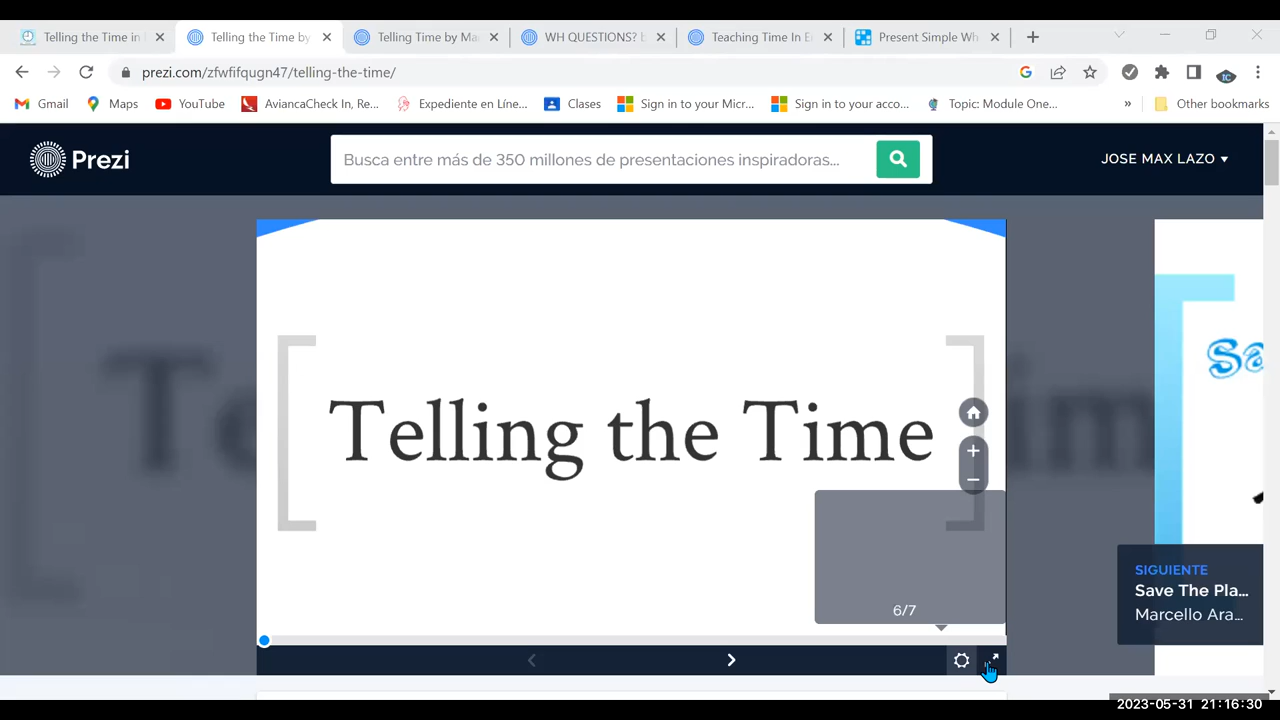 Telling the Time in
Telling the Time by
Telling Time by Ma
WH QUESTIONS?
Teaching Time In E
Present Simple Wh
prezi.com/zfwfifqugn47/telling-the-time/
Gmail
Maps
YouTube
AviancaCheck In, Re...
Expediente en Líne...
Clases
Sign in to your Micr...
Sign in to your acco...
Topic: Module One...
»
Other bookmarks
Prezi
Busca entre más de 350 millones de presentaciones inspiradoras...
JOSE MAX LAZO
Telling the Time
Sa
6/7
SIGUIENTE
Save The Pla...
Marcello Ara...
2023-05-31 21:16:30